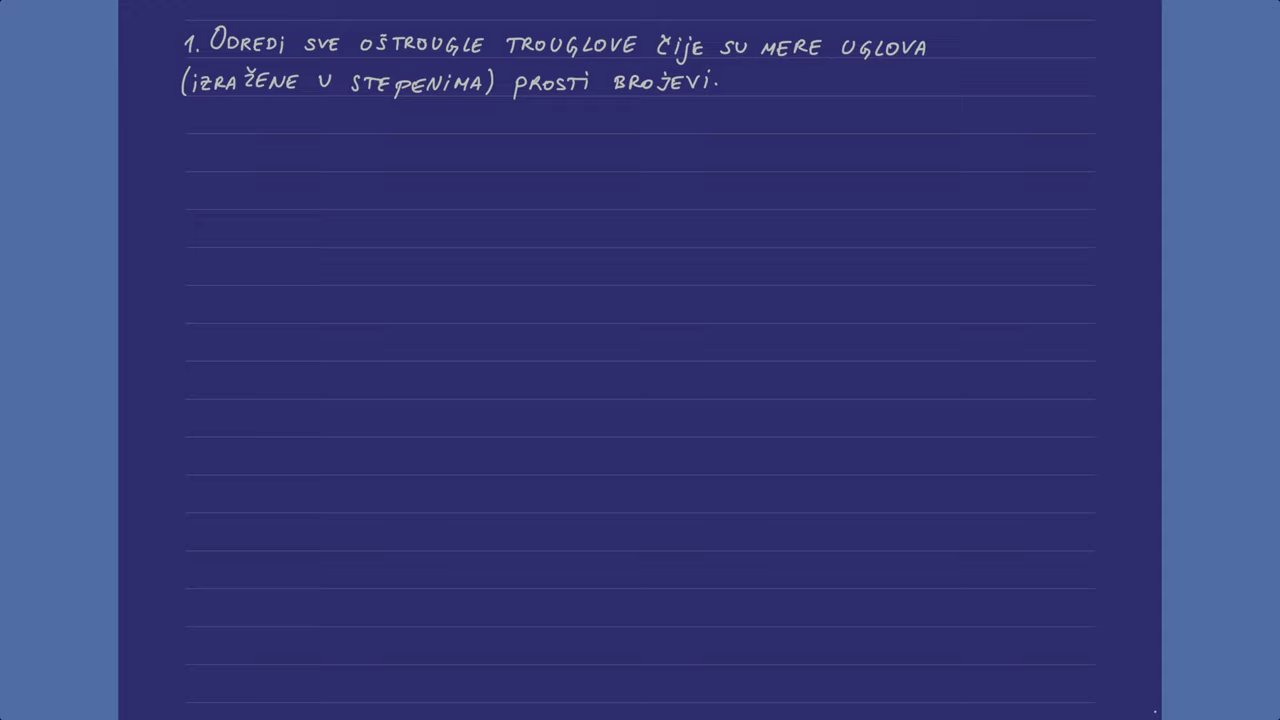 1. Odredi sve oštrougle trouglove čije su mere uglova
(izražene u stepenima) prosti brojevi.